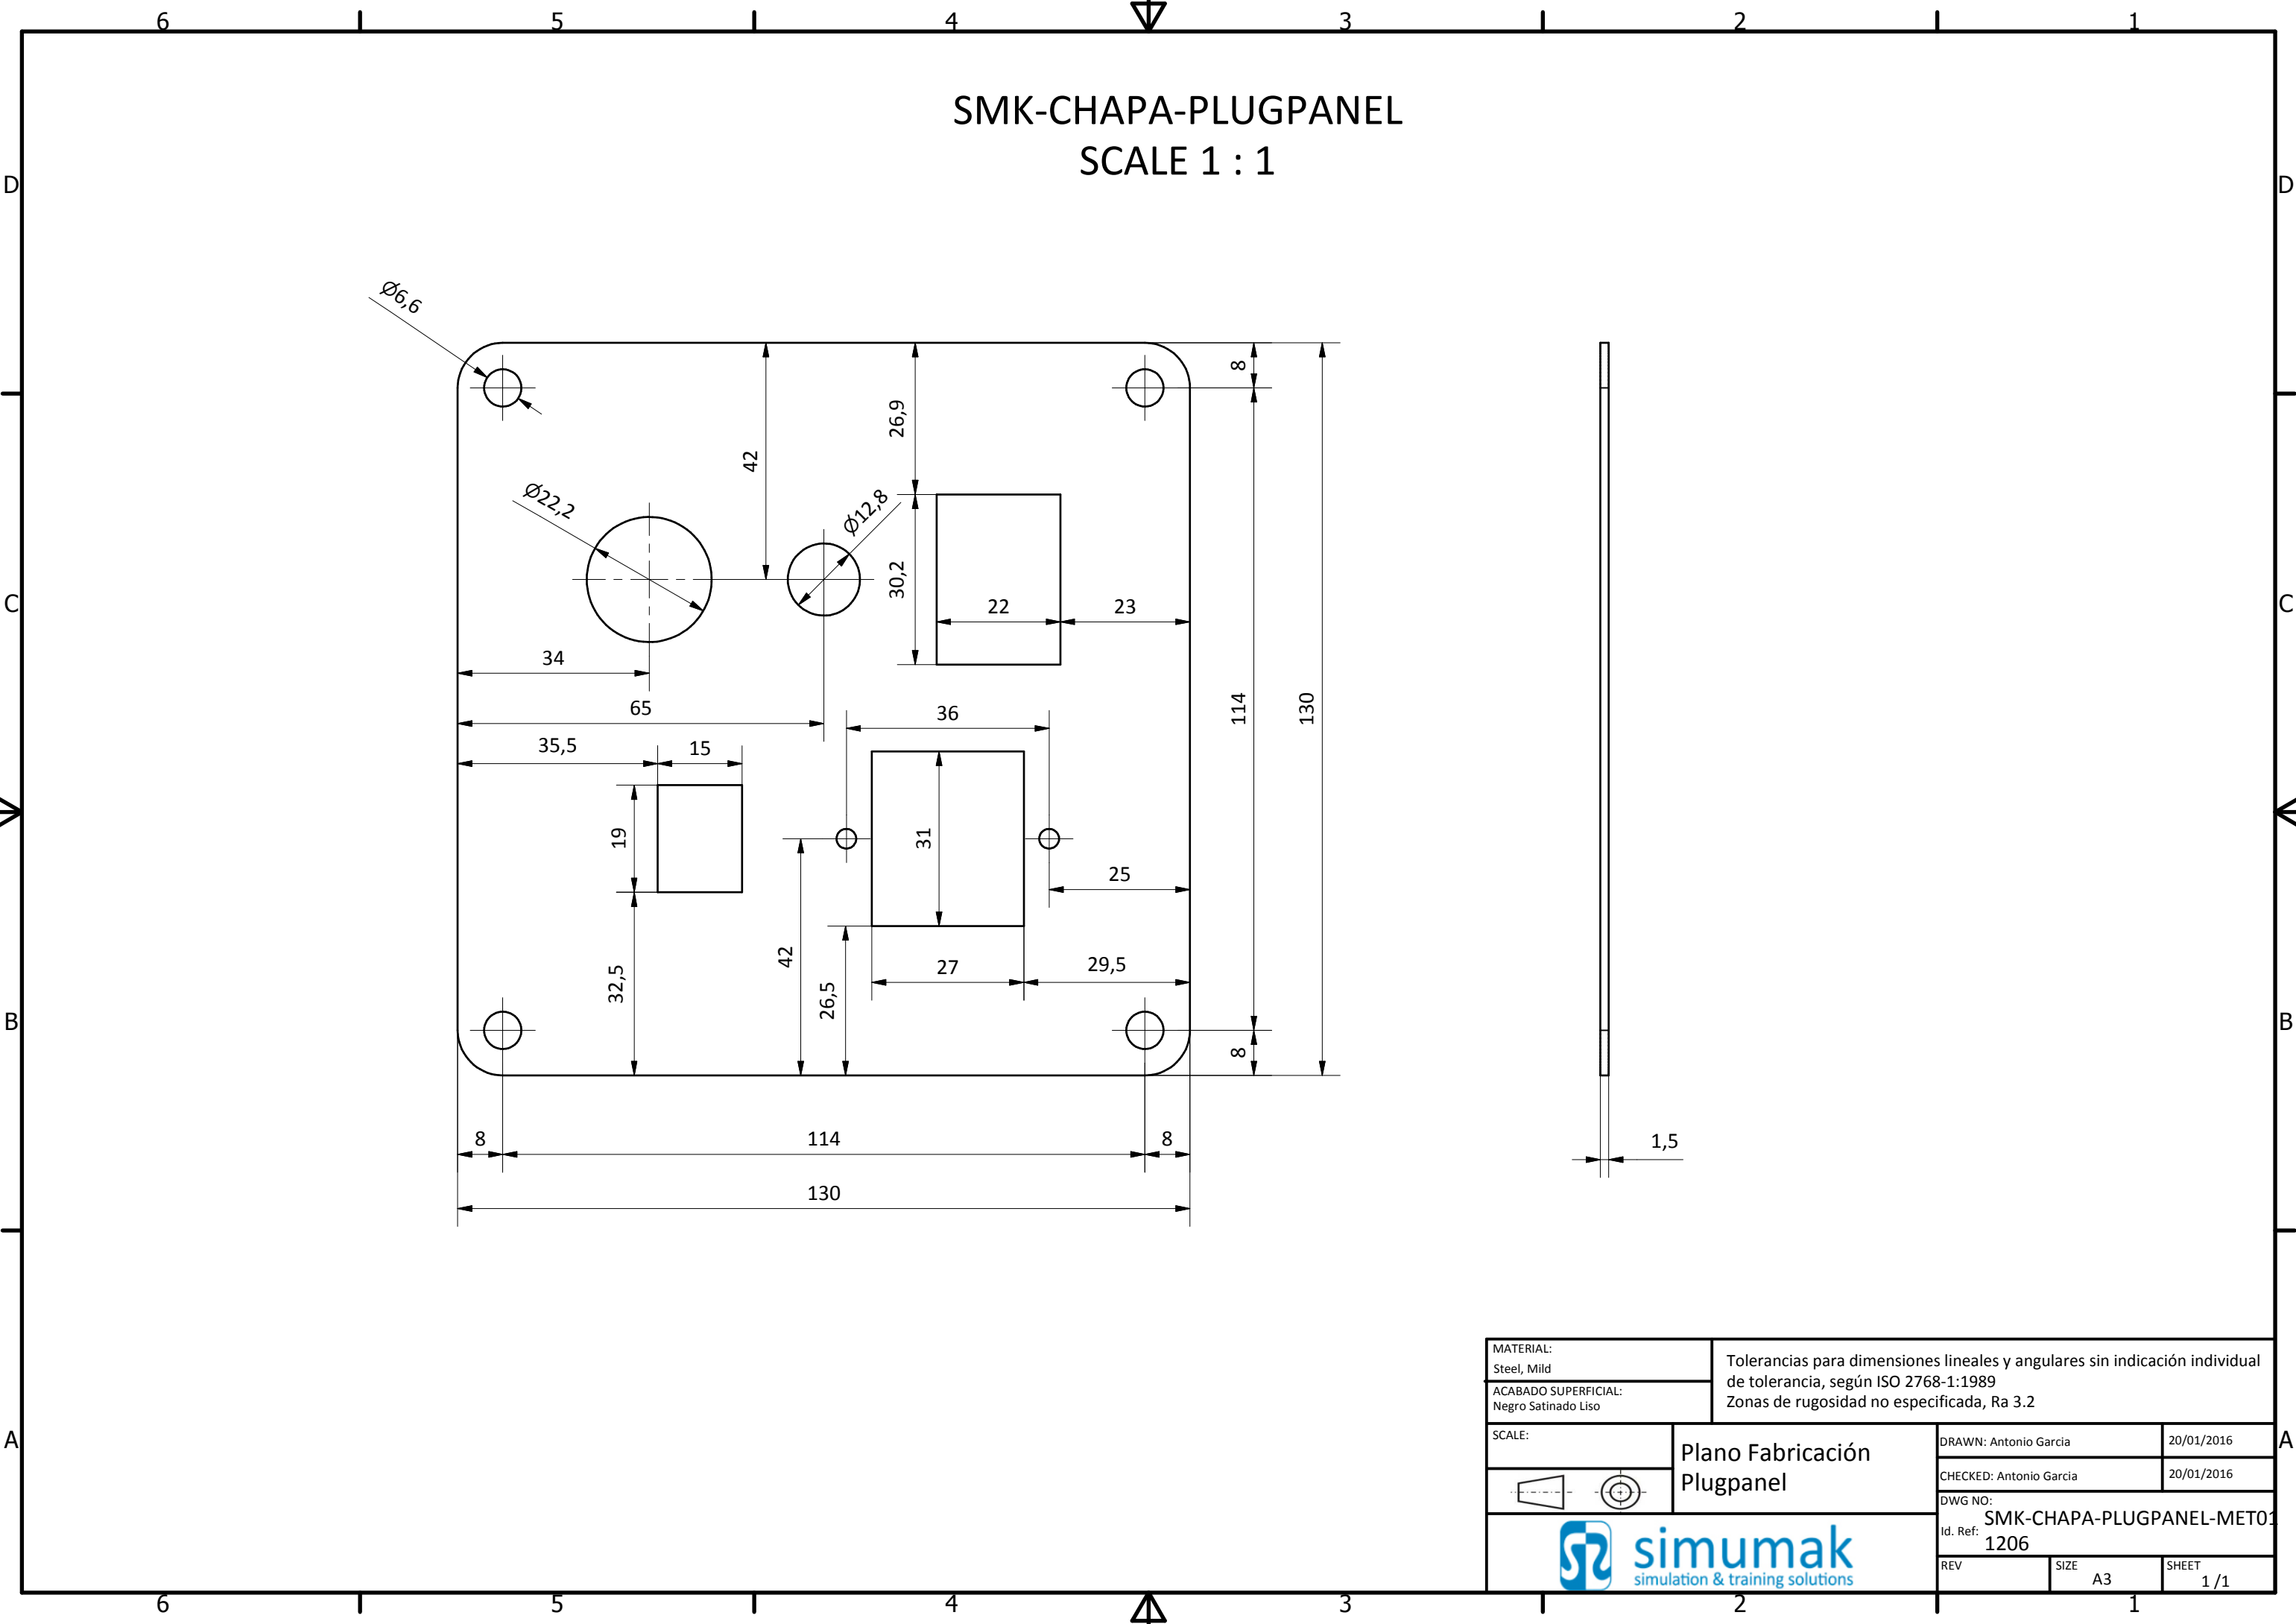 6 5 4 3 2 1
SMK-CHAPA-PLUGPANEL
SCALE 1 : 1
D D
Ø6,6
8
26,9
42
Ø22,2
Ø12,8
30,2
C C
22 23
34
65
36
114
130
35,5 15
19
31
25
42
27
29,5
32,5
26,5
B B
8
8 114 8
1,5
130
MATERIAL:
Steel, Mild
ACABADO SUPERFICIAL:
Negro Satinado Liso
Tolerancias para dimensiones lineales y angulares sin indicación individual
de tolerancia, según ISO 2768-1:1989
Zonas de rugosidad no especificada, Ra 3.2
A A
SCALE:
Plano Fabricación
Plugpanel
DRAWN: Antonio Garcia 20/01/2016
CHECKED: Antonio Garcia 20/01/2016
DWG NO:
SMK-CHAPA-PLUGPANEL-MET01
Id. Ref:
1206
simumak
simulation & training solutions
REV SIZE SHEET
A3 1 /1
6 5 4 3 2 1